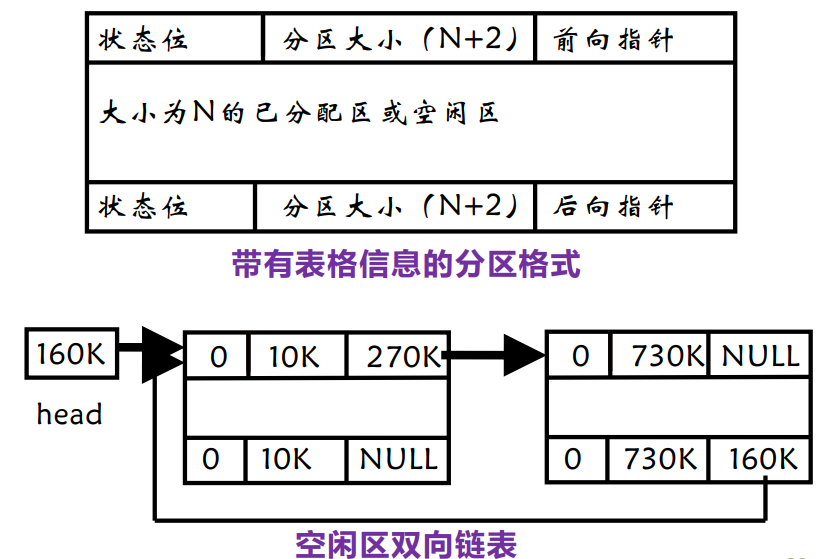 状态位 分区大小（N+2） 前向指针
大小为N的已分配区或空闲区
状态位 分区大小（N+2） 后向指针
带有表格信息的分区格式
160K 0 10K 270K 0 730K NULL
head
0 10K NULL 0 730K 160K
空闲区双向链表